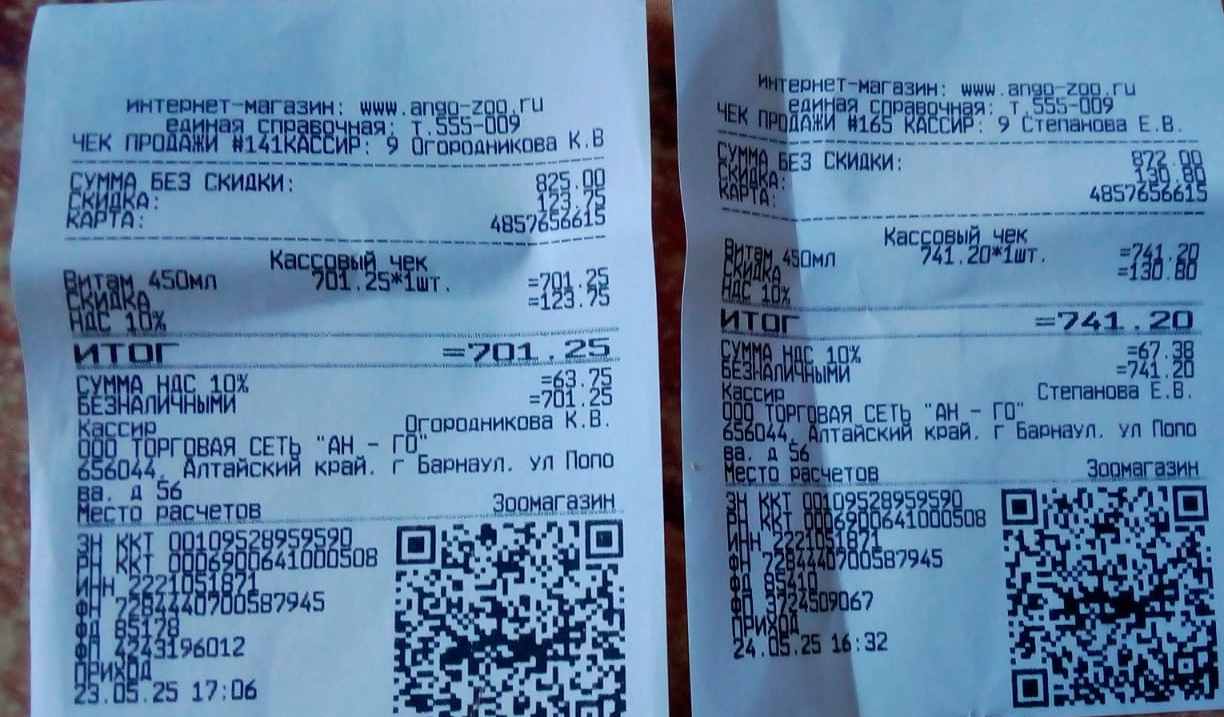 интернет-магазин: www.ango-zoo.ru
единая справочная: т.555-009
ЧЕК ПРОДАЖИ #141КАССИР: 9 Огородникова К.В
СУММА БЕЗ СКИДКИ: 825.00
СКИДКА: 123.75
КАРТА: 4857656615
Кассовый чек
Витам 450мл 701.25*1шт. =701.25
СКИДКА =123.75
НДС 10%
ИТОГ =701.25
СУММА НДС 10% =63.75
БЕЗНАЛИЧНЫМИ =701.25
Кассир Огородникова К.В.
ООО ТОРГОВАЯ СЕТЬ "АН - ГО"
656044, Алтайский край. г Барнаул. ул Попо
ва. д 56
Место расчетов Зоомагазин
ЗН ККТ 00109528959590
РН ККТ 0006900641000508
ИНН 2221051871
ФН 7284440700587945
ФД 85178
ФП 4243196012
ПРИХОД
23.05.25 17:06
интернет-магазин: www.ango-zoo.ru
единая справочная: т.555-009
ЧЕК ПРОДАЖИ #165 КАССИР: 9 Степанова Е.В.
СУММА БЕЗ СКИДКИ: 872.00
СКИДКА: 130.80
КАРТА: 4857656615
Кассовый чек
Витам 450мл 741.20*1шт. =741.20
СКИДКА =130.80
НДС 10%
ИТОГ =741.20
СУММА НДС 10% =67.38
БЕЗНАЛИЧНЫМИ =741.20
Кассир Степанова Е.В.
ООО ТОРГОВАЯ СЕТЬ "АН - ГО"
656044, Алтайский край. г Барнаул. ул Попо
ва. д 56
Место расчетов Зоомагазин
ЗН ККТ 00109528959590
РН ККТ 0006900641000508
ИНН 2221051871
ФН 7284440700587945
ФД 85410
ФП 3724509067
ПРИХОД
24.05.25 16:32